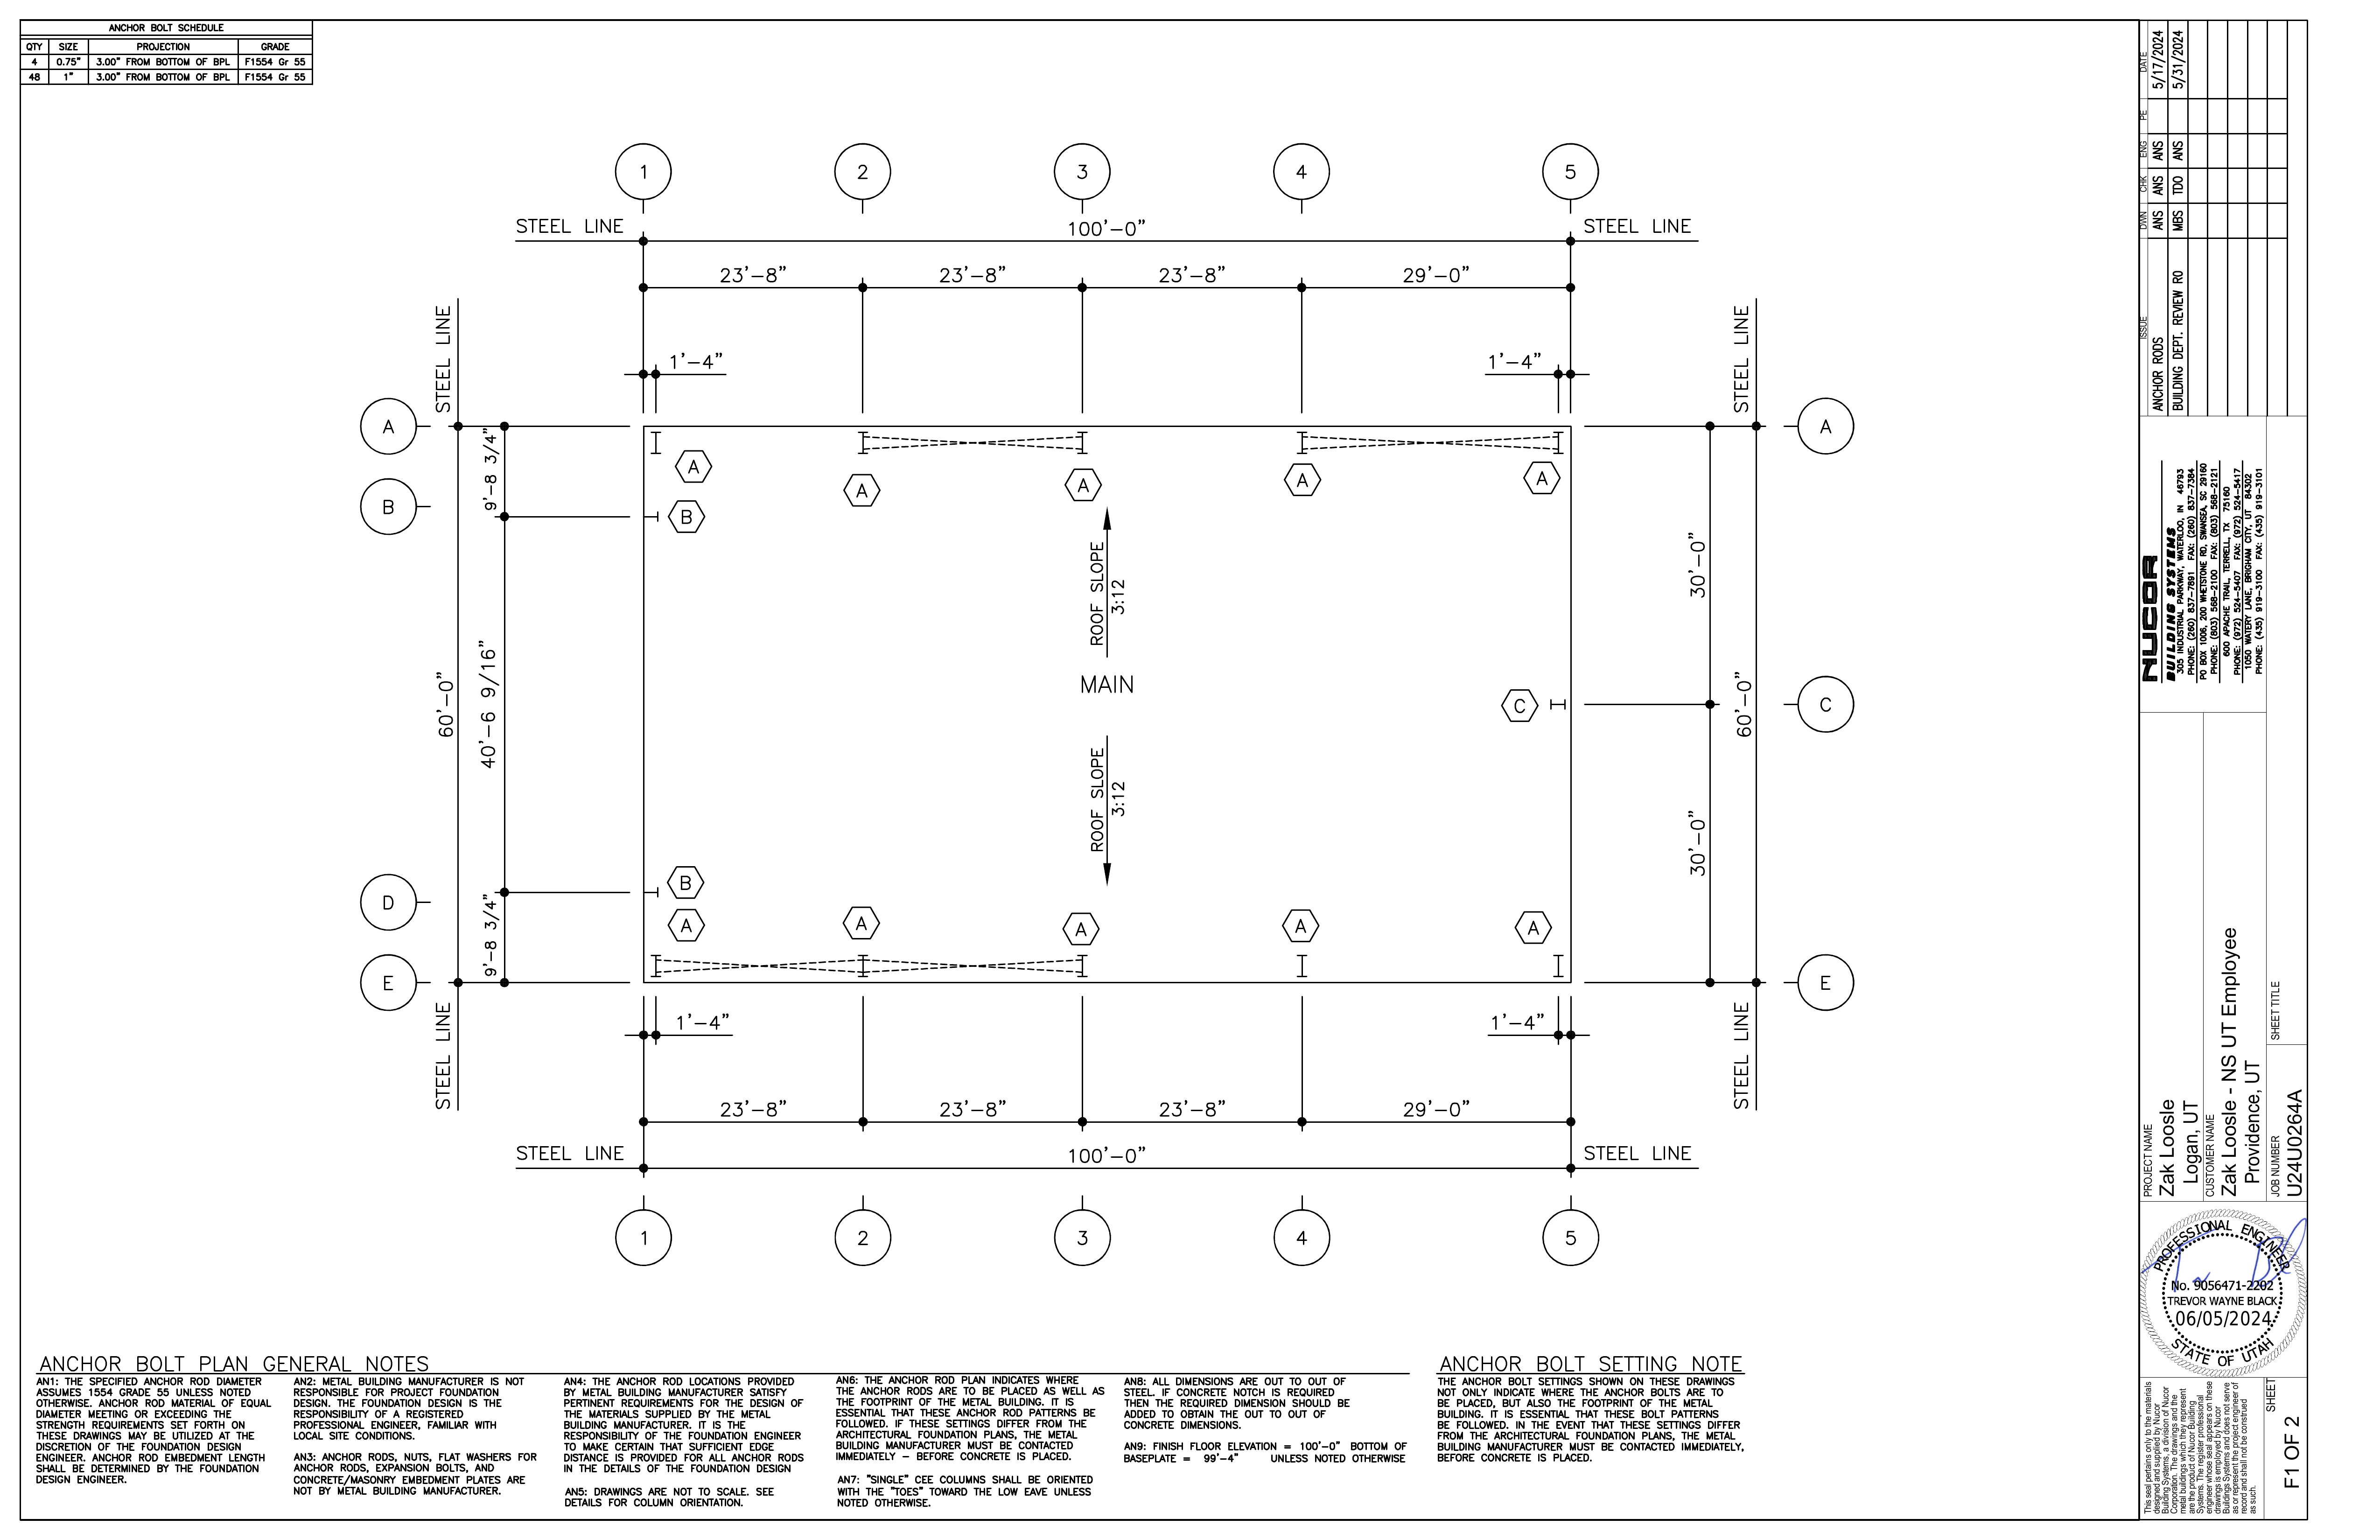 ANCHOR BOLT SCHEDULE
QTY SIZE PROJECTION GRADE
4 0.75" 3.00" FROM BOTTOM OF BPL F1554 Gr 55
48 1" 3.00" FROM BOTTOM OF BPL F1554 Gr 55
1 2 3 4 5
STEEL LINE 100'-0" STEEL LINE
23'-8" 23'-8" 23'-8" 29'-0"
STEEL LINE STEEL LINE
1'-4" 1'-4"
A A
9'-8 3/4"
A A A A A
B B
30'-0"
ROOF SLOPE
3:12
60'-0" 40'-6 9/16"
MAIN
C C
60'-0"
ROOF SLOPE
3:12
30'-0"
B
D
A A A A A
9'-8 3/4"
E E
STEEL LINE STEEL LINE
1'-4" 1'-4"
23'-8" 23'-8" 23'-8" 29'-0"
STEEL LINE 100'-0" STEEL LINE
1 2 3 4 5
ANCHOR BOLT PLAN GENERAL NOTES
AN1: THE SPECIFIED ANCHOR ROD DIAMETER
ASSUMES 1554 GRADE 55 UNLESS NOTED
OTHERWISE. ANCHOR ROD MATERIAL OF EQUAL
DIAMETER MEETING OR EXCEEDING THE
STRENGTH REQUIREMENTS SET FORTH ON
THESE DRAWINGS MAY BE UTILIZED AT THE
DISCRETION OF THE FOUNDATION DESIGN
ENGINEER. ANCHOR ROD EMBEDMENT LENGTH
SHALL BE DETERMINED BY THE FOUNDATION
DESIGN ENGINEER.
AN2: METAL BUILDING MANUFACTURER IS NOT
RESPONSIBLE FOR PROJECT FOUNDATION
DESIGN. THE FOUNDATION DESIGN IS THE
RESPONSIBILITY OF A REGISTERED
PROFESSIONAL ENGINEER, FAMILIAR WITH
LOCAL SITE CONDITIONS.
AN3: ANCHOR RODS, NUTS, FLAT WASHERS FOR
ANCHOR RODS, EXPANSION BOLTS, AND
CONCRETE/MASONRY EMBEDMENT PLATES ARE
NOT BY METAL BUILDING MANUFACTURER.
AN4: THE ANCHOR ROD LOCATIONS PROVIDED
BY METAL BUILDING MANUFACTURER SATISFY
PERTINENT REQUIREMENTS FOR THE DESIGN OF
THE MATERIALS SUPPLIED BY THE METAL
BUILDING MANUFACTURER. IT IS THE
RESPONSIBILITY OF THE FOUNDATION ENGINEER
TO MAKE CERTAIN THAT SUFFICIENT EDGE
DISTANCE IS PROVIDED FOR ALL ANCHOR RODS
IN THE DETAILS OF THE FOUNDATION DESIGN
AN5: DRAWINGS ARE NOT TO SCALE. SEE
DETAILS FOR COLUMN ORIENTATION.
AN6: THE ANCHOR ROD PLAN INDICATES WHERE
THE ANCHOR RODS ARE TO BE PLACED AS WELL AS
THE FOOTPRINT OF THE METAL BUILDING. IT IS
ESSENTIAL THAT THESE ANCHOR ROD PATTERNS BE
FOLLOWED. IF THESE SETTINGS DIFFER FROM THE
ARCHITECTURAL FOUNDATION PLANS, THE METAL
BUILDING MANUFACTURER MUST BE CONTACTED
IMMEDIATELY - BEFORE CONCRETE IS PLACED.
AN7: "SINGLE" CEE COLUMNS SHALL BE ORIENTED
WITH THE "TOES" TOWARD THE LOW EAVE UNLESS
NOTED OTHERWISE.
AN8: ALL DIMENSIONS ARE OUT TO OUT OF
STEEL. IF CONCRETE NOTCH IS REQUIRED
THEN THE REQUIRED DIMENSION SHOULD BE
ADDED TO OBTAIN THE OUT TO OUT OF
CONCRETE DIMENSIONS.
AN9: FINISH FLOOR ELEVATION = 100'-0" BOTTOM OF
BASEPLATE = 99'-4" UNLESS NOTED OTHERWISE
ANCHOR BOLT SETTING NOTE
THE ANCHOR BOLT SETTINGS SHOWN ON THESE DRAWINGS
NOT ONLY INDICATE WHERE THE ANCHOR BOLTS ARE TO
BE PLACED, BUT ALSO THE FOOTPRINT OF THE METAL
BUILDING. IT IS ESSENTIAL THAT THESE BOLT PATTERNS
BE FOLLOWED. IN THE EVENT THAT THESE SETTINGS DIFFER
FROM THE ARCHITECTURAL FOUNDATION PLANS, THE METAL
BUILDING MANUFACTURER MUST BE CONTACTED IMMEDIATELY,
BEFORE CONCRETE IS PLACED.
ISSUE DWN CHK ENG PE DATE
ANCHOR RODS ANS ANS ANS 5/17/2024
BUILDING DEPT. REVIEW R0 MBS TDO ANS 5/31/2024
NUCOR
BUILDING SYSTEMS
305 INDUSTRIAL PARKWAY, WATERLOO, IN 46793
PHONE: (260) 837-7891 FAX: (260) 837-7384
PO BOX 1006, 200 WHETSTONE RD, SWANSEA, SC 29160
PHONE: (803) 568-2100 FAX: (803) 568-2121
600 APACHE TRAIL, TERRELL, TX 75160
PHONE: (972) 524-5407 FAX: (972) 524-5417
1050 WATERY LANE, BRIGHAM CITY, UT 84302
PHONE: (435) 919-3100 FAX: (435) 919-3101
PROJECT NAME
Zak Loosle
Logan, UT
CUSTOMER NAME
Zak Loosle - NS UT Employee
Providence, UT
JOB NUMBER
U24U0264A
SHEET TITLE
PROFESSIONAL ENGINEER
No. 9056471-2202
TREVOR WAYNE BLACK
06/05/2024
STATE OF UTAH
This seal pertains only to the materials
designed and supplied by Nucor
Building Systems, a division of Nucor
Corporation. The drawings and the
metal buildings which they represent
are the product of Nucor Building
Systems. The register professional
engineer whose seal appears on these
drawings is employed by Nucor
Buildings Systems and does not serve
as or represent the project engineer of
record and shall not be construed
as such.
SHEET
F1 OF 2